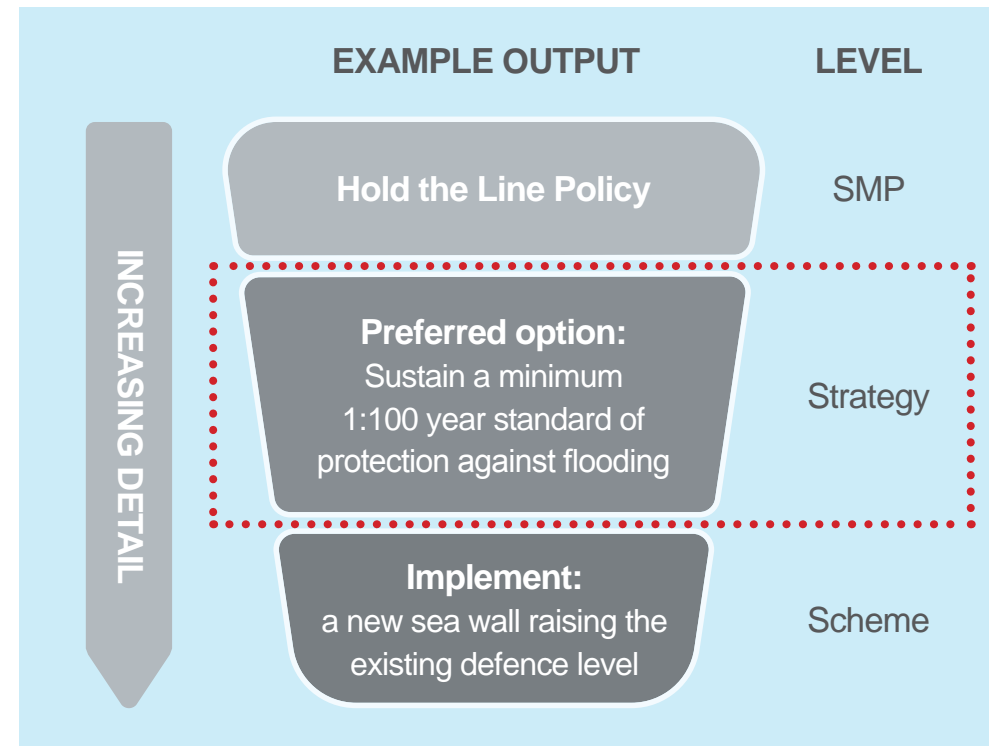 EXAMPLE OUTPUT
LEVEL
INCREASING DETAIL
Hold the Line Policy
SMP
Preferred option:
Sustain a minimum
1:100 year standard of
protection against flooding
Strategy
Implement:
a new sea wall raising the
existing defence level
Scheme